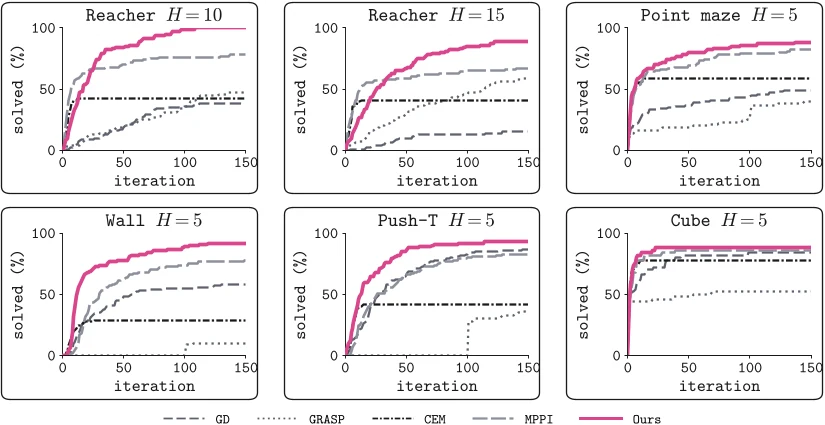 Reacher H = 10
100
50
0
solved (%)
0 50 100 150
iteration
Reacher H = 15
100
50
0
solved (%)
0 50 100 150
iteration
Point maze H = 5
100
50
0
solved (%)
0 50 100 150
iteration
Wall H = 5
100
50
0
solved (%)
0 50 100 150
iteration
Push-T H = 5
100
50
0
solved (%)
0 50 100 150
iteration
Cube H = 5
100
50
0
solved (%)
0 50 100 150
iteration
GD GRASP CEM MPPI Ours